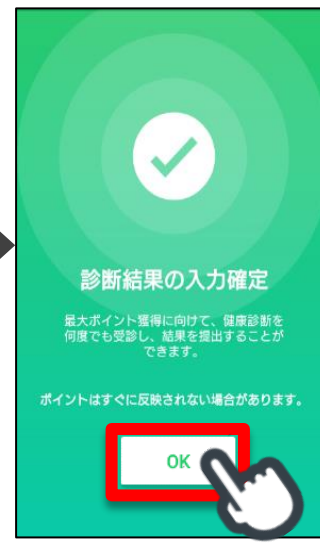 診断結果の入力確定
最大ポイント獲得に向けて、健康診断を
何度でも受診し、結果を提出することが
できます。
ポイントはすぐに反映されない場合があります。
OK